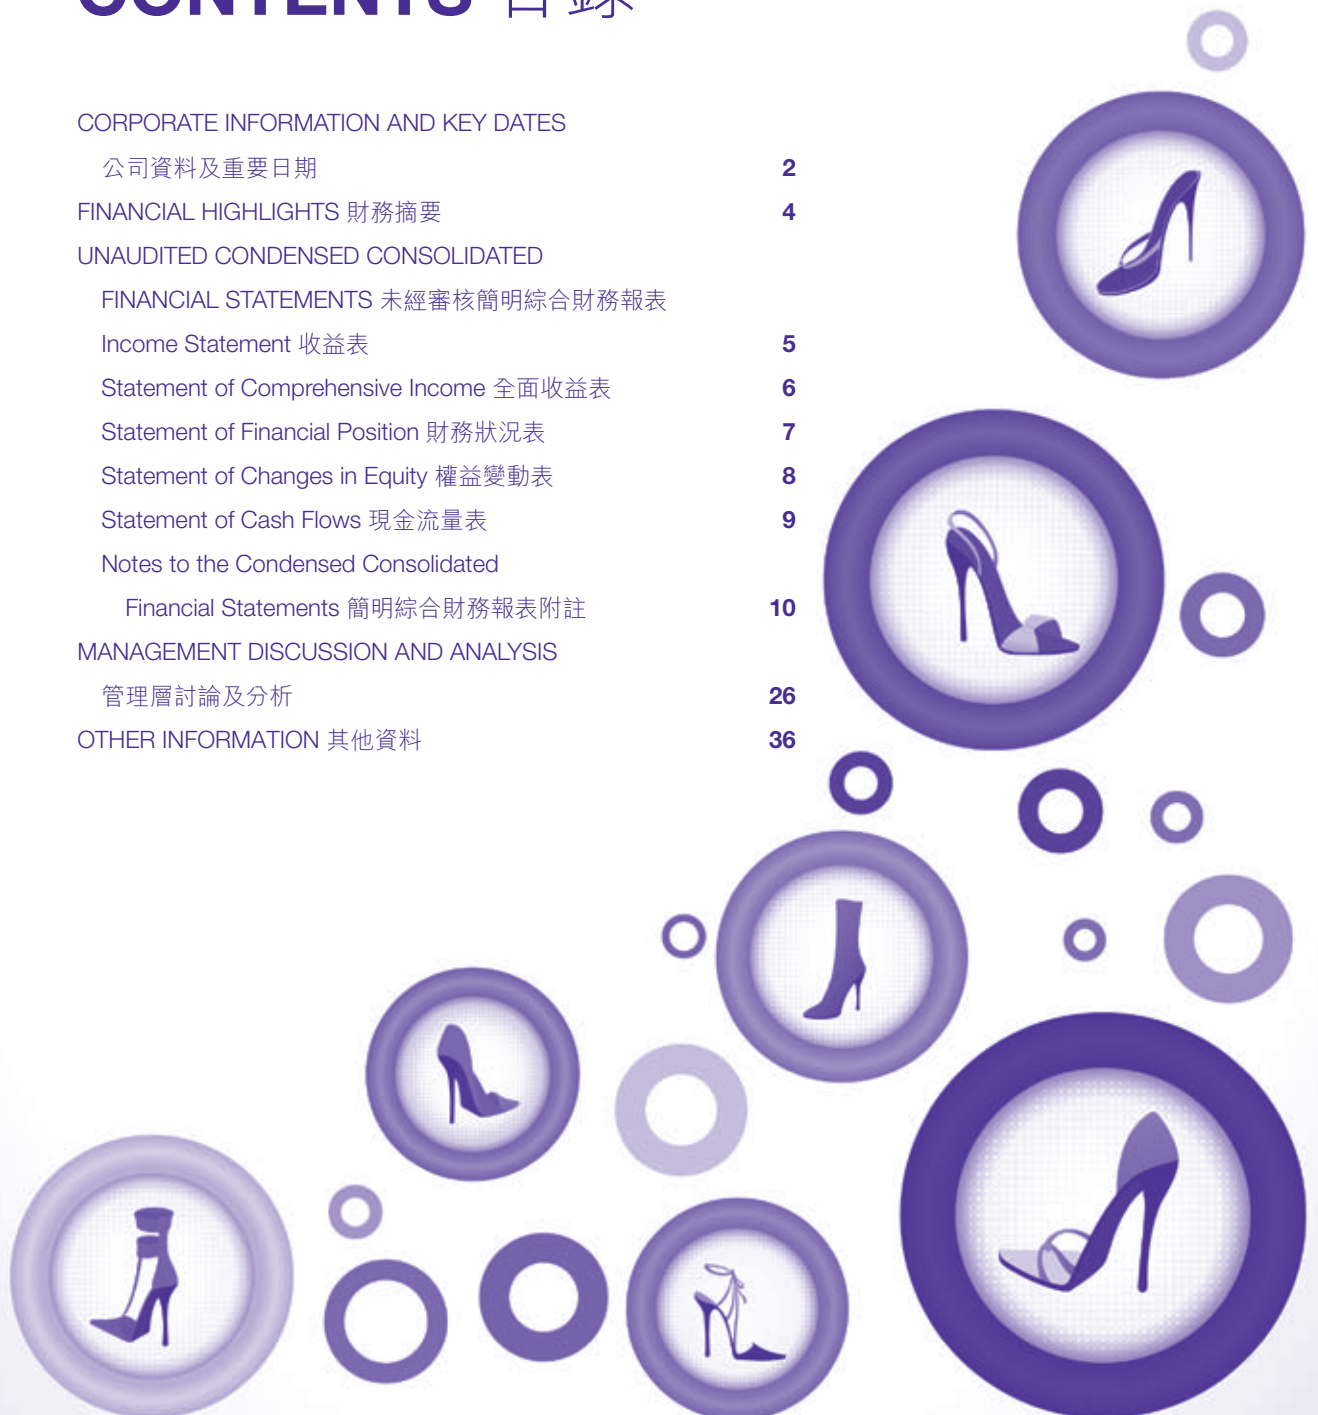 CONTENTS 目錄
CORPORATE INFORMATION AND KEY DATES
公司資料及重要日期 2
FINANCIAL HIGHLIGHTS 財務摘要 4
UNAUDITED CONDENSED CONSOLIDATED
FINANCIAL STATEMENTS 未經審核簡明綜合財務報表
Income Statement 收益表 5
Statement of Comprehensive Income 全面收益表 6
Statement of Financial Position 財務狀況表 7
Statement of Changes in Equity 權益變動表 8
Statement of Cash Flows 現金流量表 9
Notes to the Condensed Consolidated
Financial Statements 簡明綜合財務報表附註 10
MANAGEMENT DISCUSSION AND ANALYSIS
管理層討論及分析 26
OTHER INFORMATION 其他資料 36